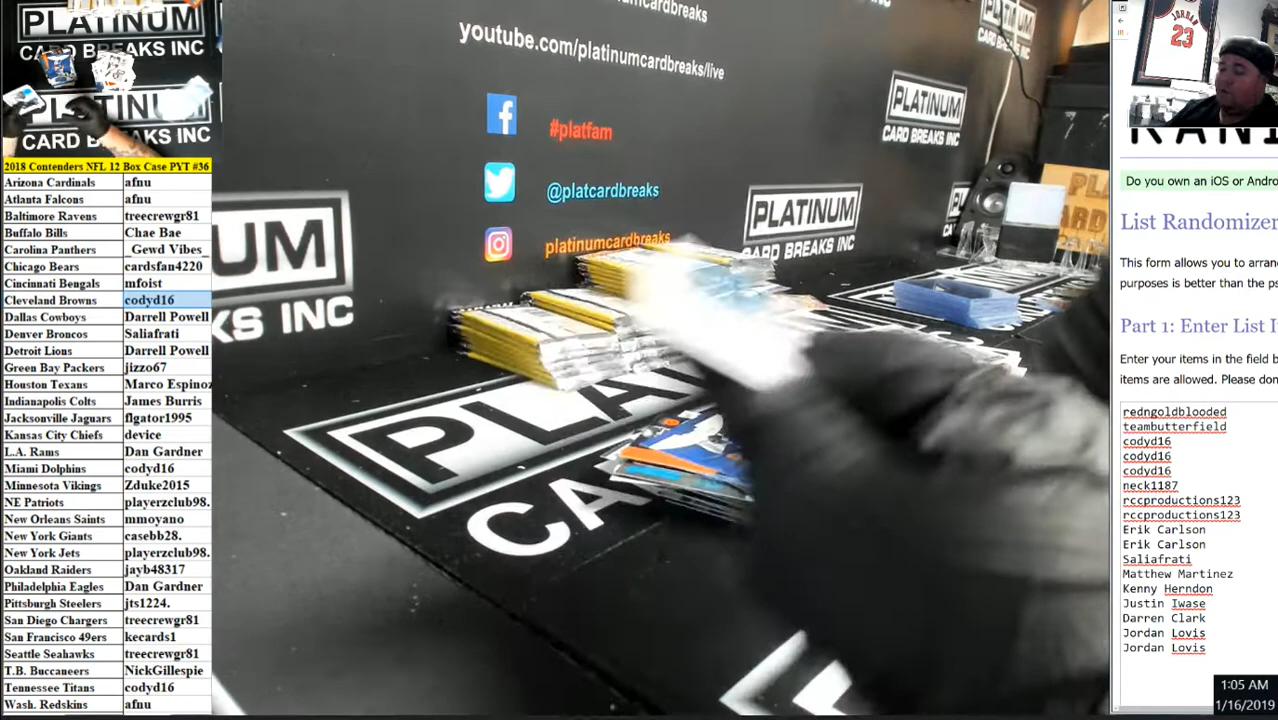 PLATINUM
CARD BREAKS INC
CARD BREAKS INC
2018 Contenders NFL 12 Box Case PYT #36
Arizona Cardinals afnu
Atlanta Falcons afnu
Baltimore Ravens treecrewgr81
Buffalo Bills Chae Bae
Carolina Panthers _Gewd Vibes_
Chicago Bears cardsfan4220
Cincinnati Bengals mfoist
Cleveland Browns codyd16
Dallas Cowboys Darrell Powell
Denver Broncos Saliafrati
Detroit Lions Darrell Powell
Green Bay Packers jizzo67
Houston Texans Marco Espinoz
Indianapolis Colts James Burris
Jacksonville Jaguars flgator1995
Kansas City Chiefs device
L.A. Rams Dan Gardner
Miami Dolphins codyd16
Minnesota Vikings Zduke2015
NE Patriots playerzclub98.
New Orleans Saints mmoyano
New York Giants casebb28.
New York Jets playerzclub98.
Oakland Raiders jayb48317
Philadelphia Eagles Dan Gardner
Pittsburgh Steelers jts1224.
San Diego Chargers treecrewgr81
San Francisco 49ers kecards1
Seattle Seahawks treecrewgr81
T.B. Buccaneers NickGillespie
Tennessee Titans codyd16
Wash. Redskins afnu
umcardbreaks
youtube.com/platinumcardbreaks/live
#platfam
@platcardbreaks
platinumcardbreaks
PLATINUM
CARD BREAKS INC
PLATINUM
CARD BREAKS INC
UM
KS INC
PLA
CA
JORDAN
23
Do you own an iOS or Andro
List Randomizer
This form allows you to arran
purposes is better than the ps
Part 1: Enter List I
Enter your items in the field b
items are allowed. Please don
redngoldblooded
teambutterfield
codyd16
codyd16
codyd16
neck1187
rccproductions123
rccproductions123
Erik Carlson
Erik Carlson
Saliafrati
Matthew Martinez
Kenny Herndon
Justin Iwase
Darren Clark
Jordan Lovis
Jordan Lovis
1:05 AM
1/16/2019